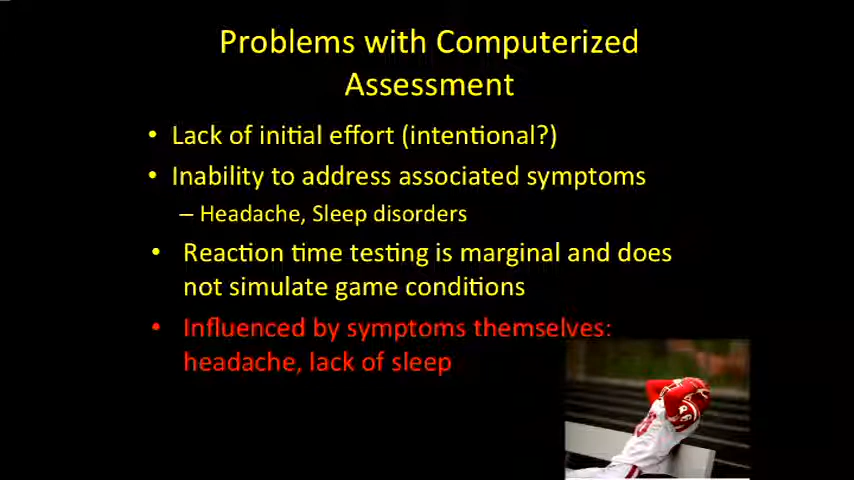 Problems with Computerized
Assessment
• Lack of initial effort (intentional?)
• Inability to address associated symptoms
– Headache, Sleep disorders
• Reaction time testing is marginal and does
not simulate game conditions
• Influenced by symptoms themselves:
headache, lack of sleep